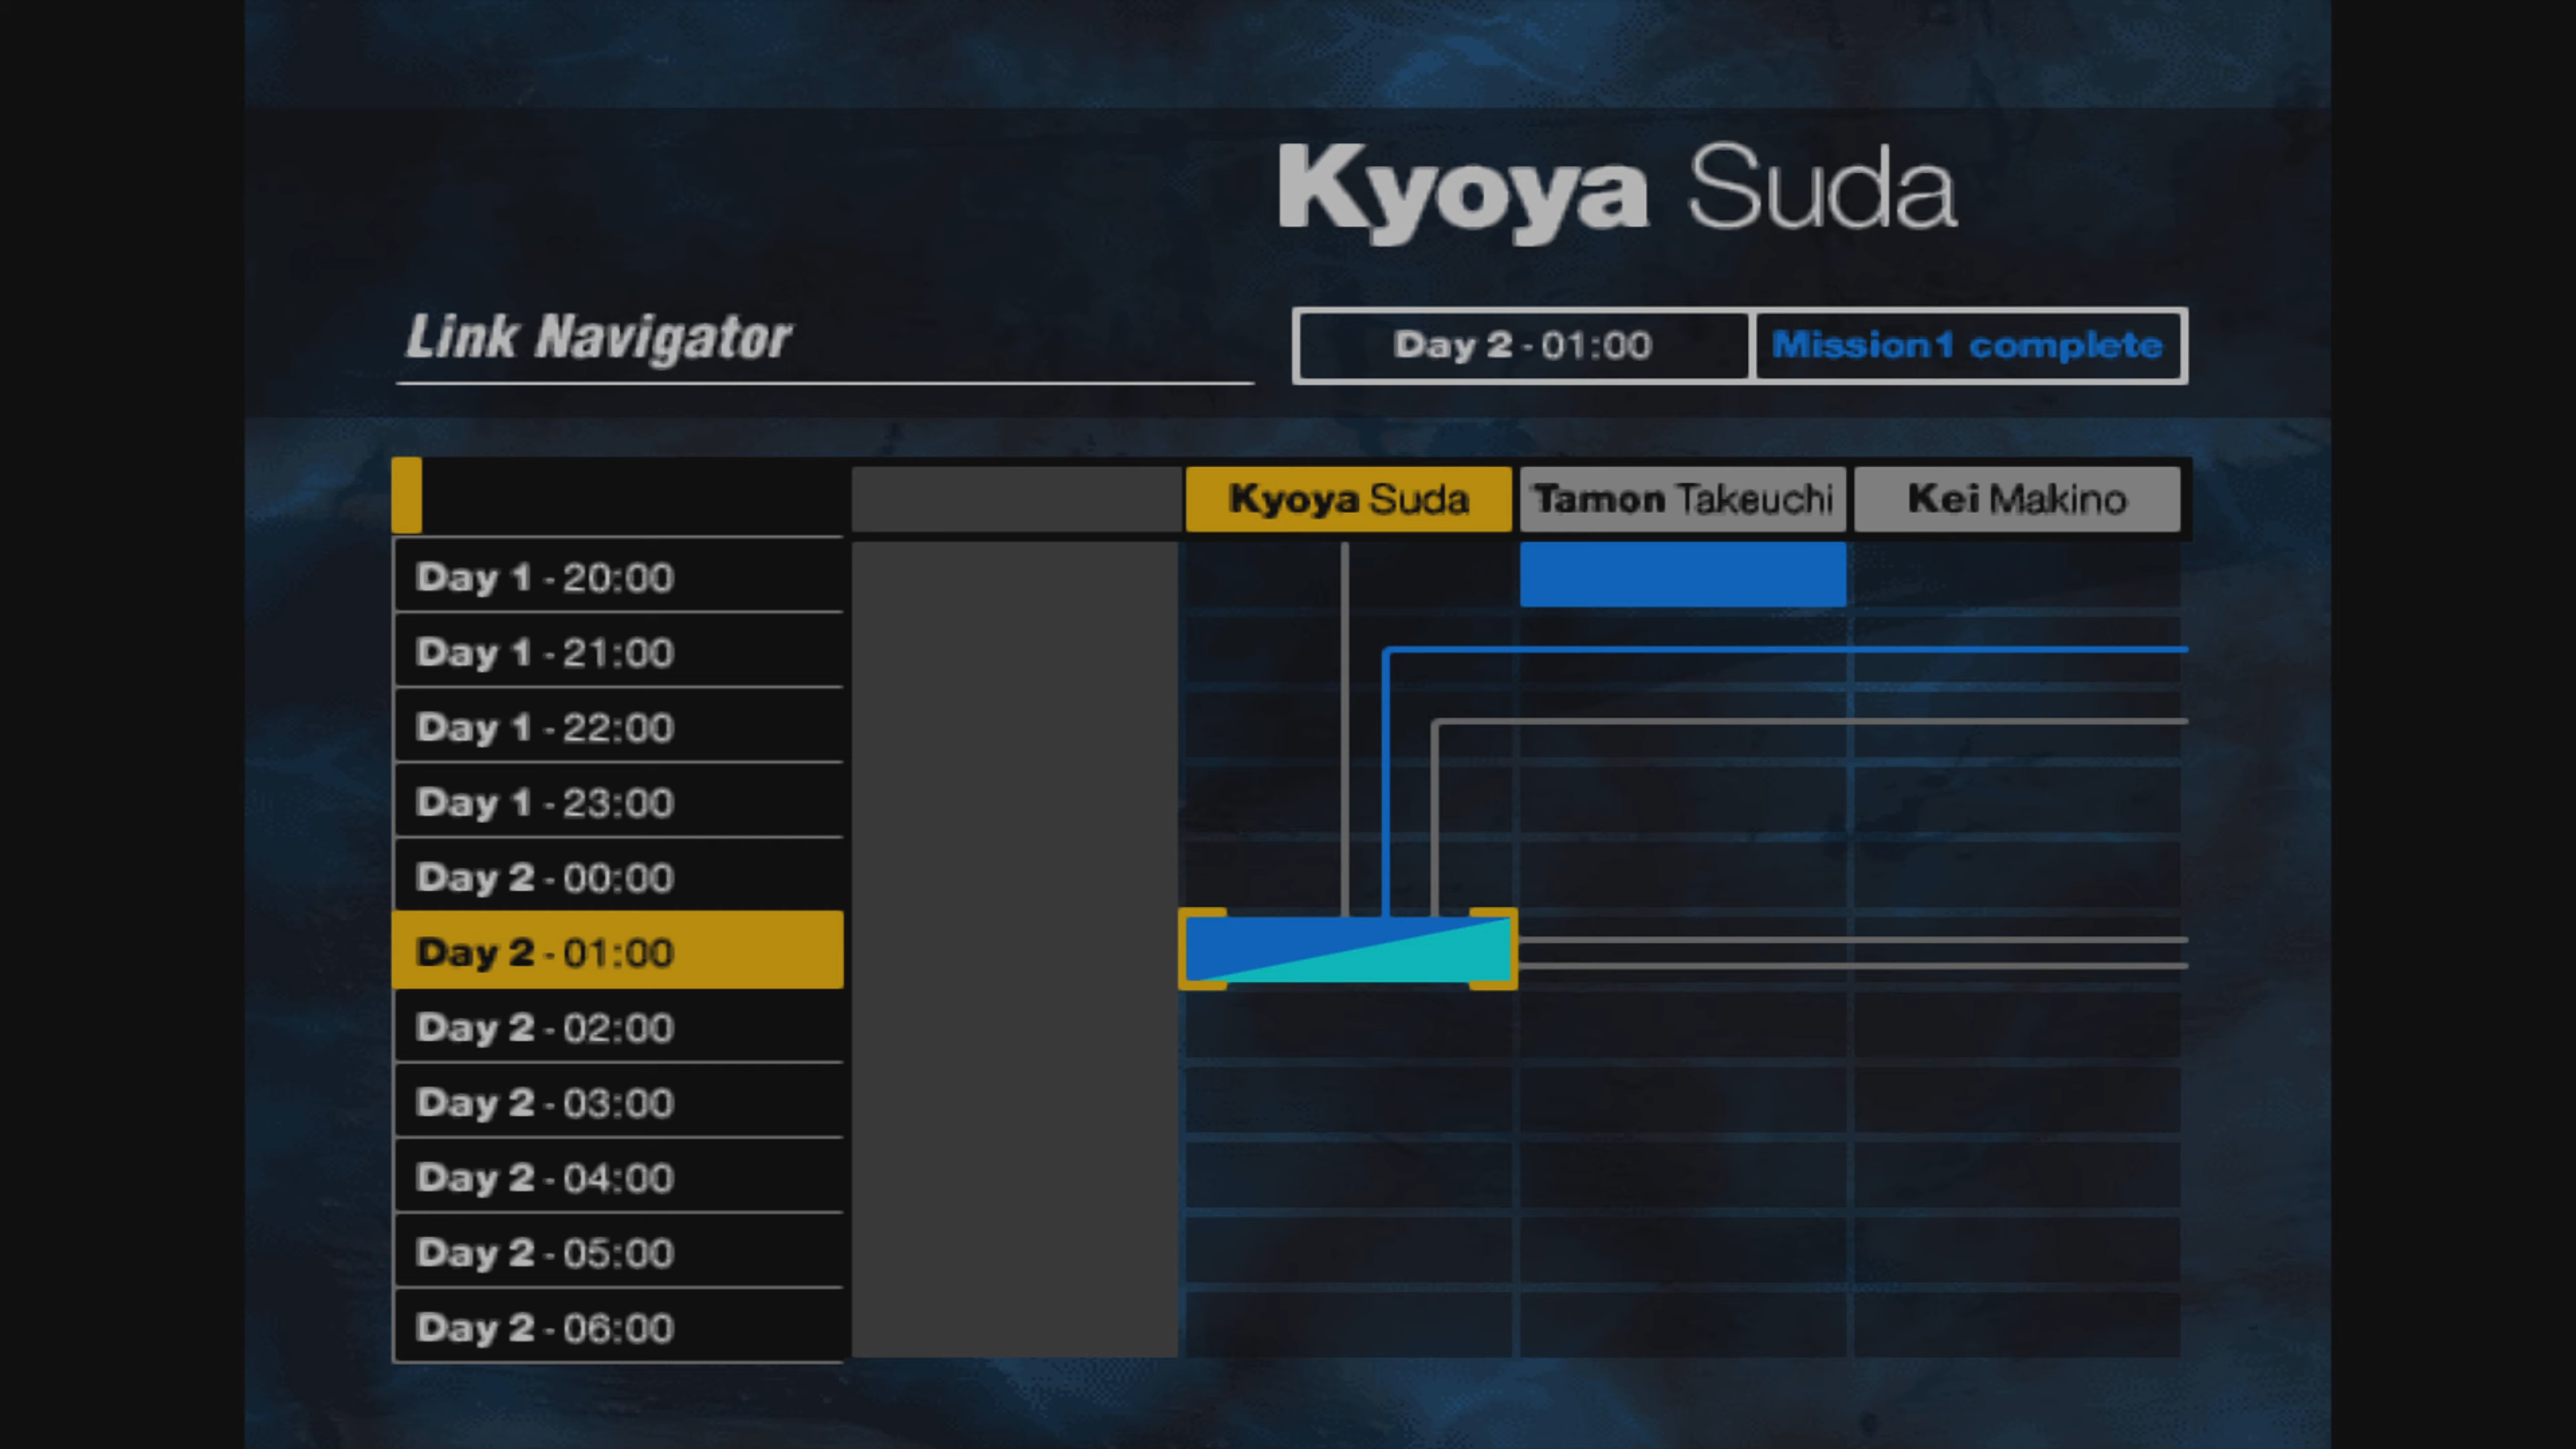 Kyoya Suda
Link Navigator
Day 2 - 01:00
Mission1 complete
Kyoya Suda
Tamon Takeuchi
Kei Makino
Day 1 - 20:00
Day 1 - 21:00
Day 1 - 22:00
Day 1 - 23:00
Day 2 - 00:00
Day 2 - 01:00
Day 2 - 02:00
Day 2 - 03:00
Day 2 - 04:00
Day 2 - 05:00
Day 2 - 06:00